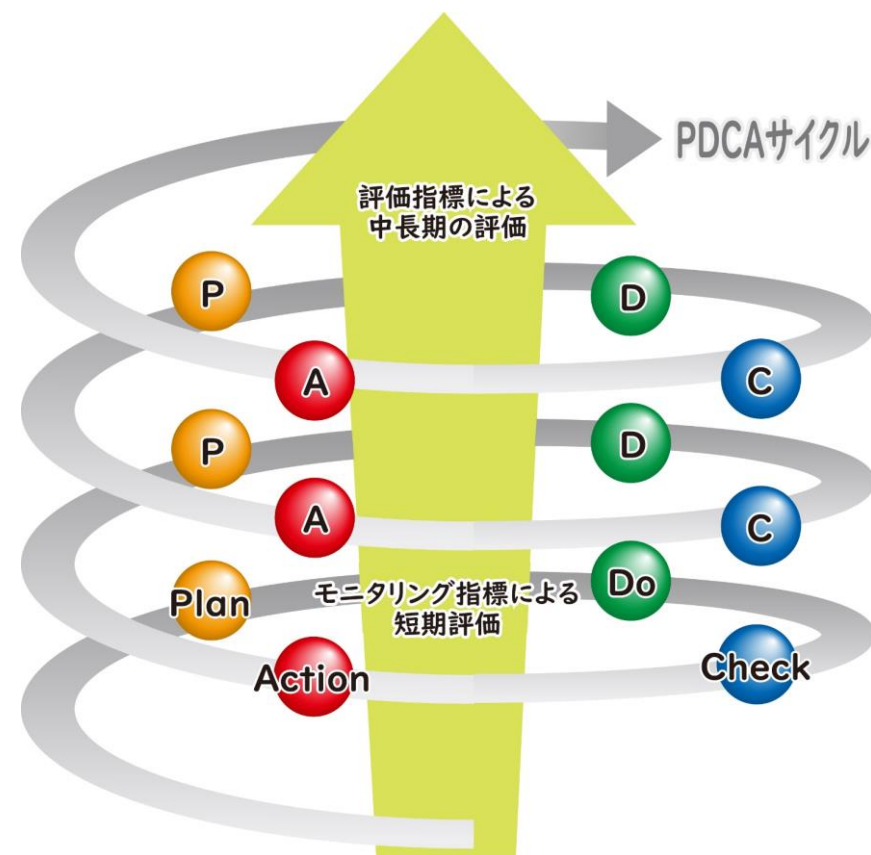 PDCAサイクル
評価指標による
中長期の評価
P
D
A
C
P
D
A
C
Plan
モニタリング指標による
短期評価
Do
Action
Check